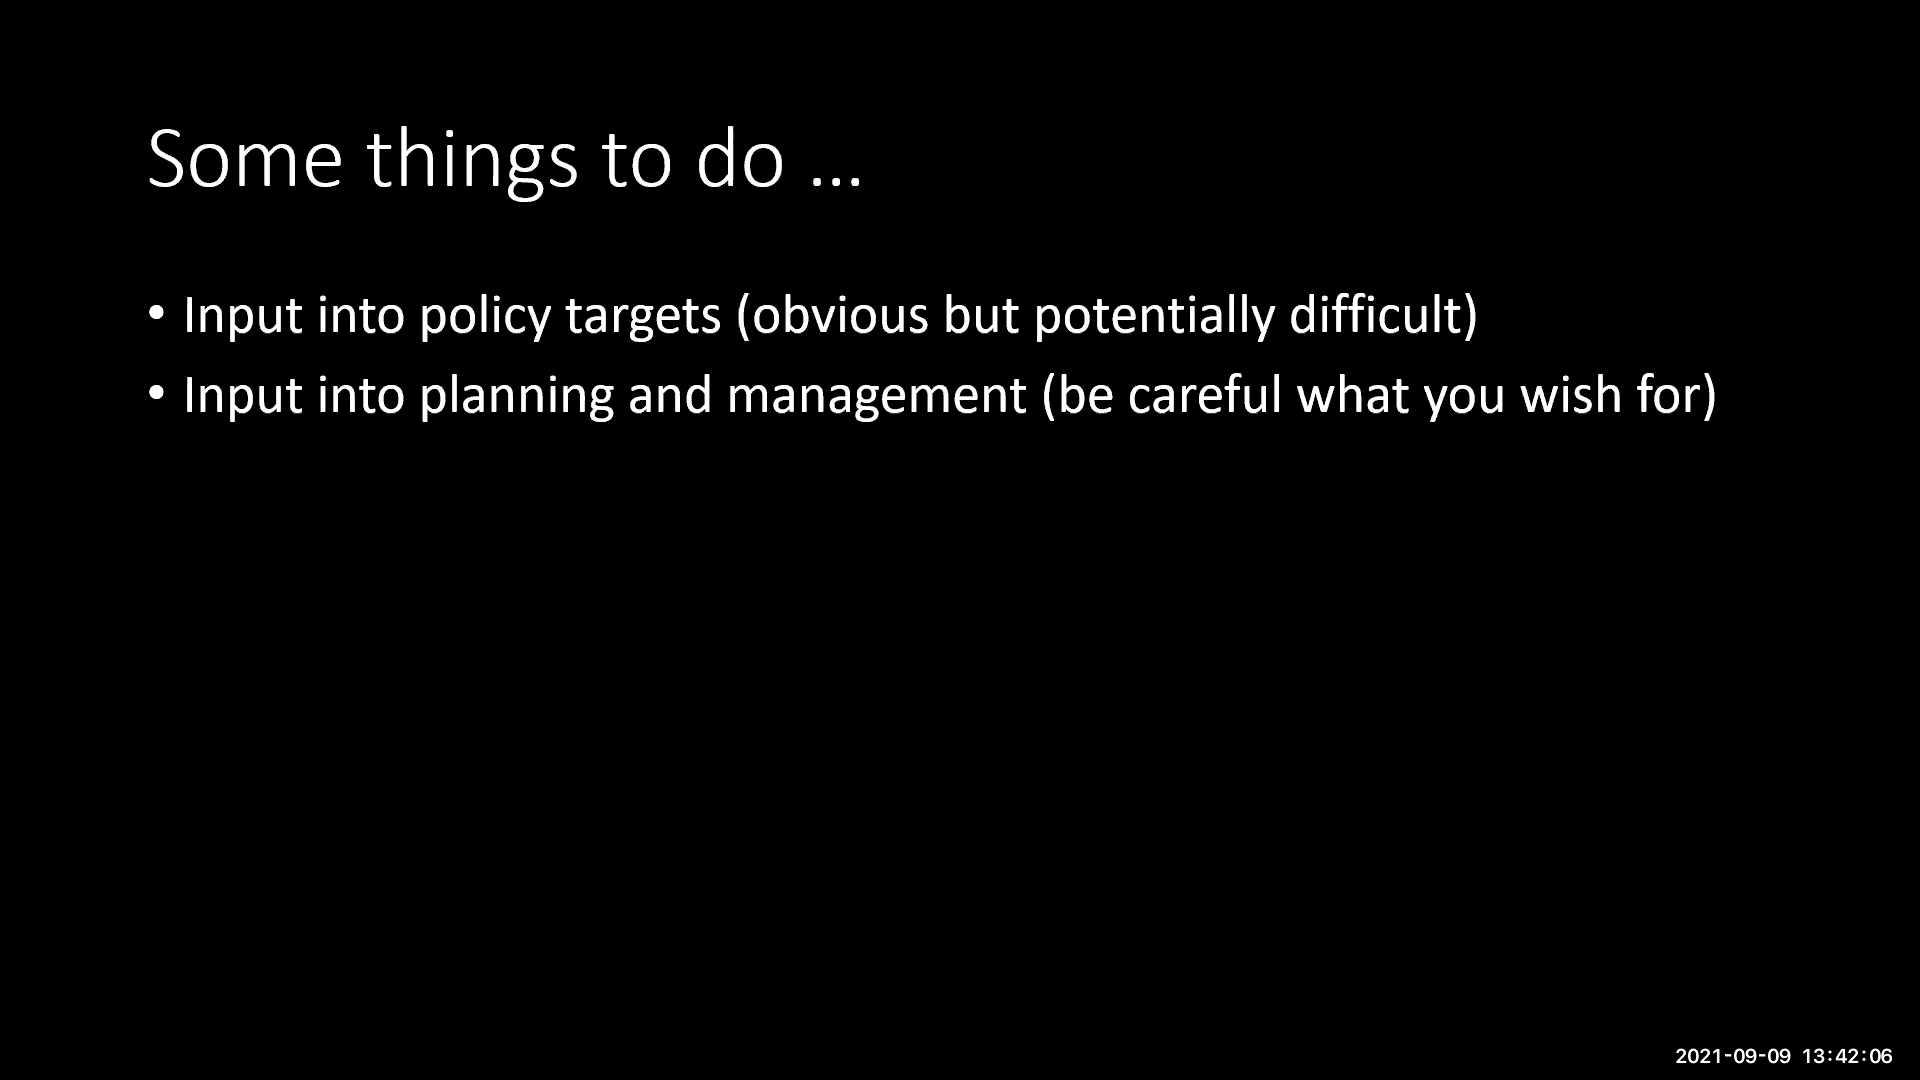 Some things to do ...
• Input into policy targets (obvious but potentially difficult)
• Input into planning and management (be careful what you wish for)
2021-09-09 13:42:06